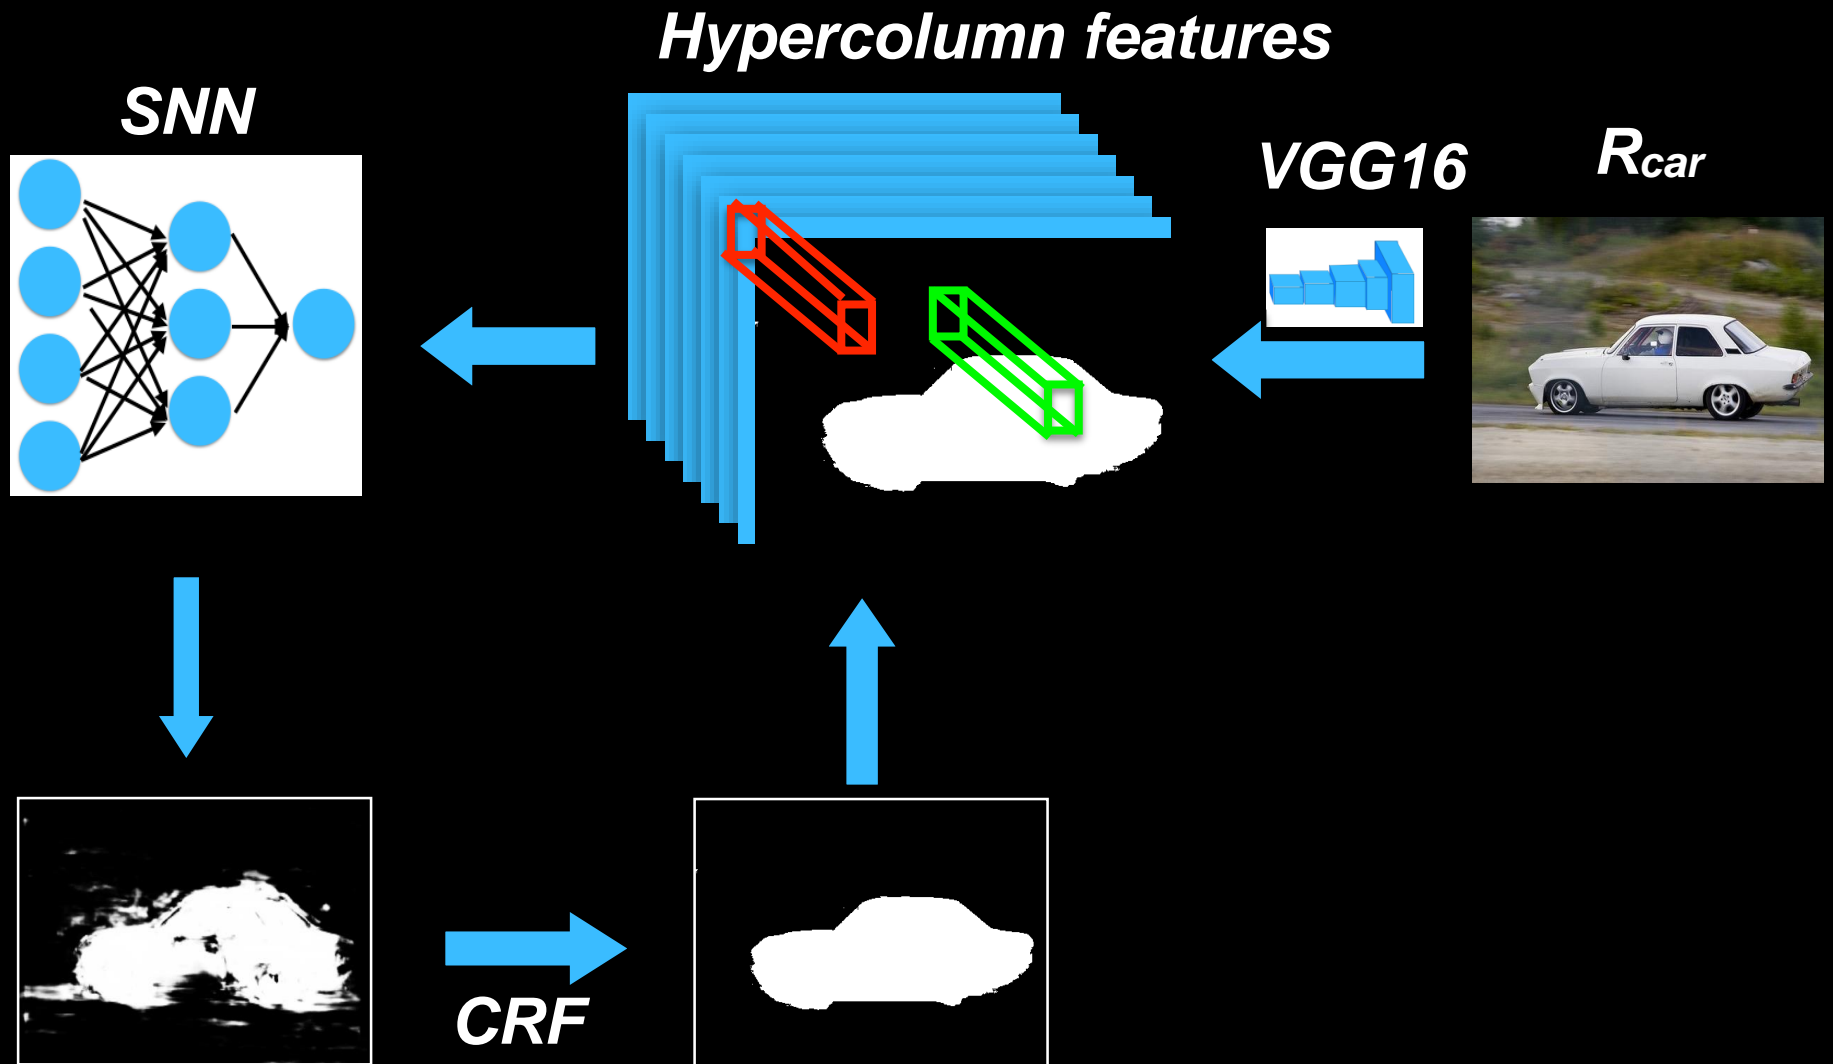 Hypercolumn features
SNN
VGG16
Rcar
CRF